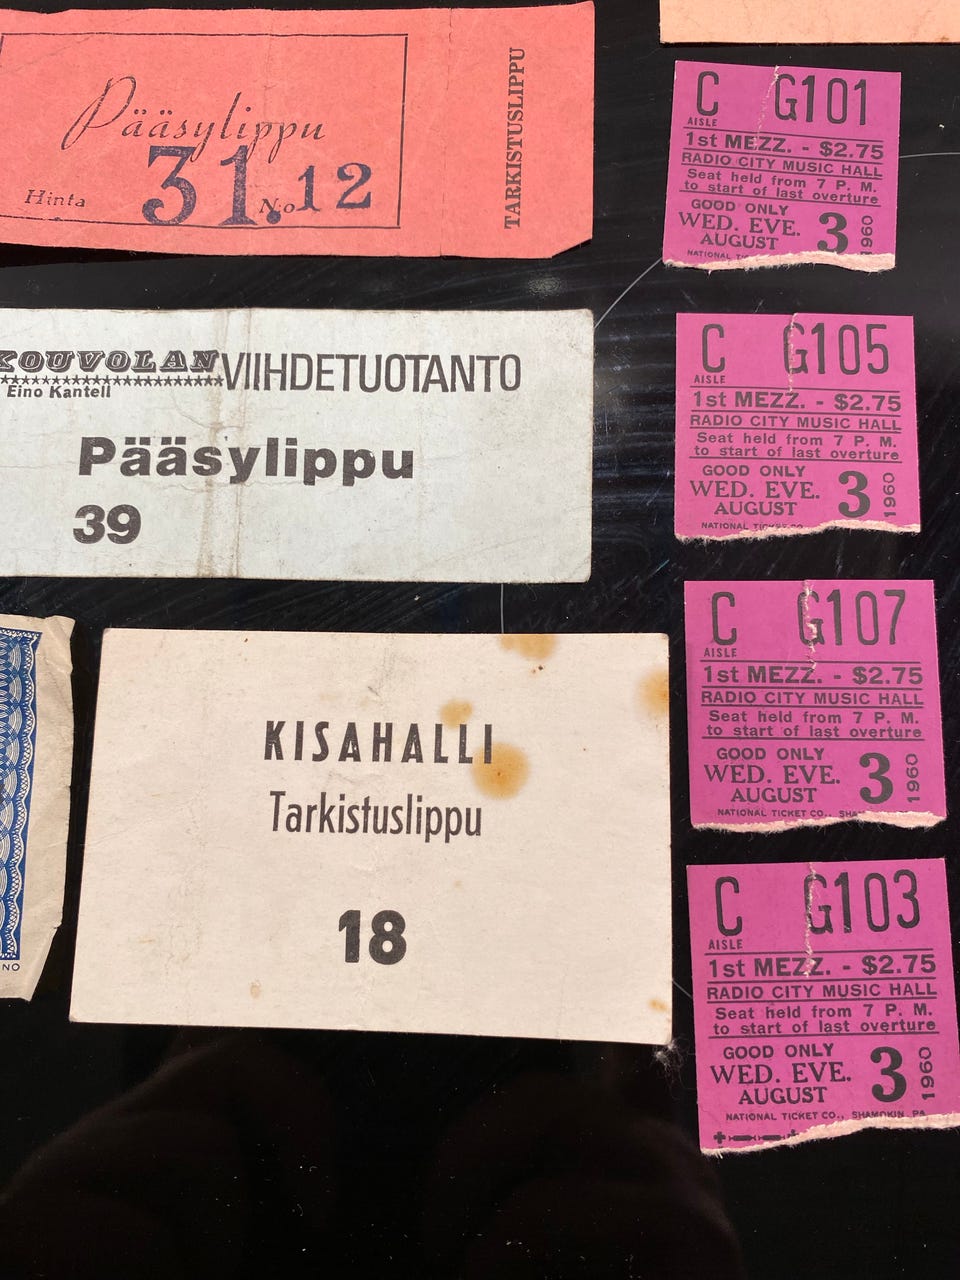 Pääsylippu
31.12
Hinta No
TARKISTUSLIPPU
KOUVOLAN VIIHDETUOTANTO
Eino Kantell
Pääsylippu
39
NO
KISAHALLI
Tarkistuslippu
18
C G101
AISLE
1st MEZZ. - $2.75
RADIO CITY MUSIC HALL
Seat held from 7 P. M.
to start of last overture
GOOD ONLY
WED. EVE.
AUGUST 3 1960
NATIONAL
C G105
AISLE
1st MEZZ. - $2.75
RADIO CITY MUSIC HALL
Seat held from 7 P. M.
to start of last overture
GOOD ONLY
WED. EVE.
AUGUST 3 1960
NATIONAL TICKET CO.
C G107
AISLE
1st MEZZ. - $2.75
RADIO CITY MUSIC HALL
Seat held from 7 P. M.
to start of last overture
GOOD ONLY
WED. EVE.
AUGUST 3 1960
NATIONAL TICKET CO., SHAM
C G103
AISLE
1st MEZZ. - $2.75
RADIO CITY MUSIC HALL
Seat held from 7 P. M.
to start of last overture
GOOD ONLY
WED. EVE.
AUGUST 3 1960
NATIONAL TICKET CO., SHAMOKIN, PA